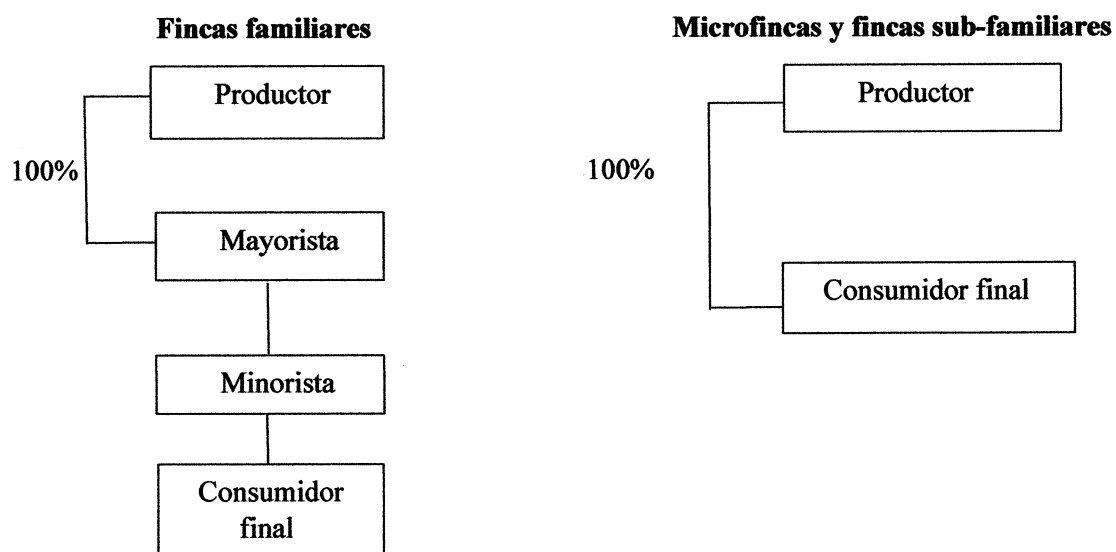 Fincas familiares
Productor
100%
Mayorista
Minorista
Consumidor
final
Microfincas y fincas sub-familiares
Productor
100%
Consumidor final